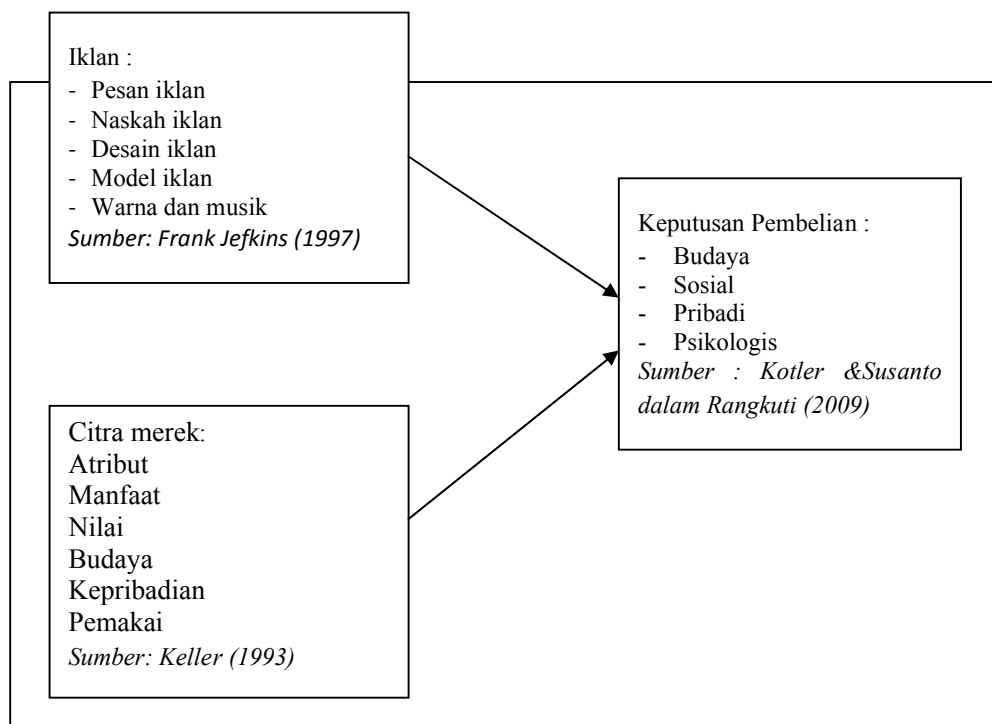 Iklan :
- Pesan iklan
- Naskah iklan
- Desain iklan
- Model iklan
- Warna dan musik
Sumber: Frank Jefkins (1997)
Keputusan Pembelian :
- Budaya
- Sosial
- Pribadi
- Psikologis
Sumber : Kotler &Susanto
dalam Rangkuti (2009)
Citra merek:
Atribut
Manfaat
Nilai
Budaya
Kepribadian
Pemakai
Sumber: Keller (1993)